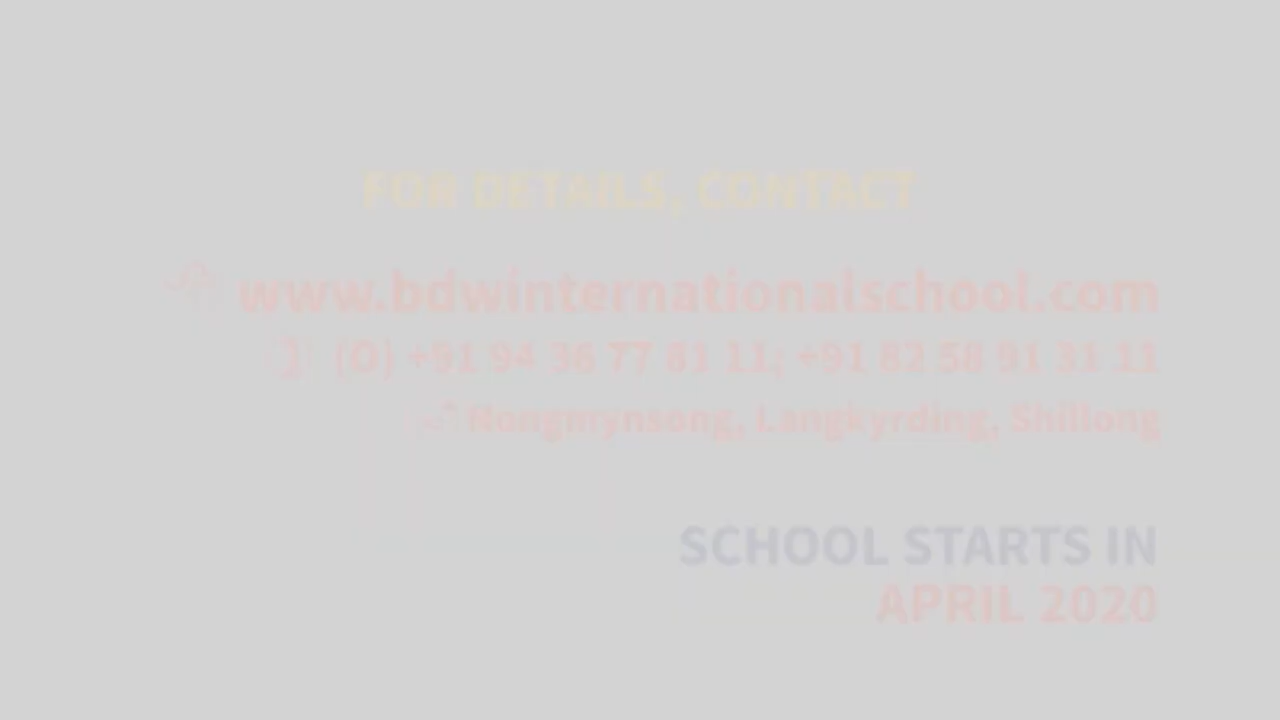 FOR DETAILS, CONTACT
www.bdwinternationalschool.com
(O) +91 94 36 77 81 11; +91 82 58 91 31 11
Nongmynsong, Langkyrding, Shillong
SCHOOL STARTS IN
APRIL 2020